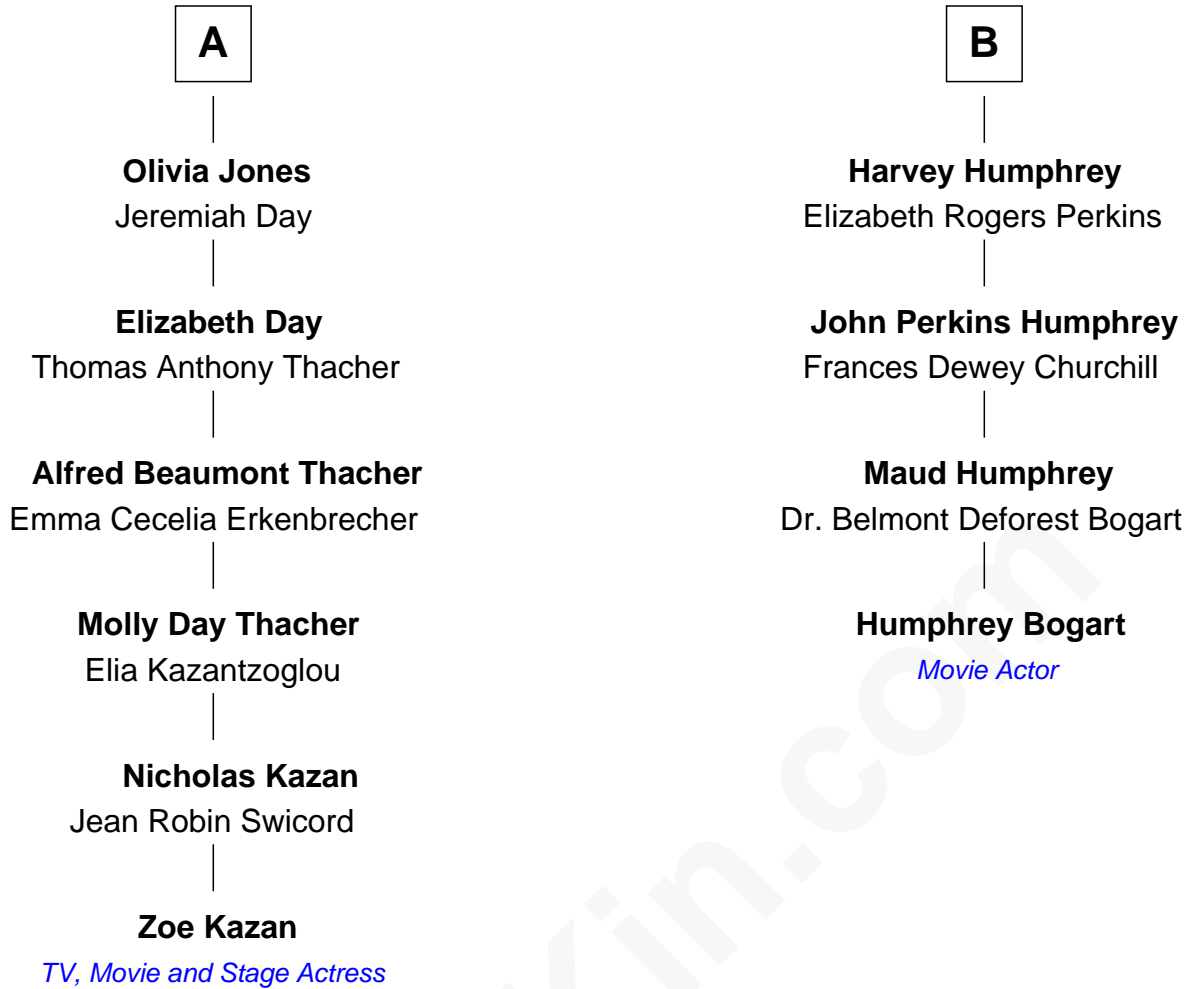 A
Olivia Jones
Jeremiah Day
Elizabeth Day
Thomas Anthony Thacher
Alfred Beaumont Thacher
Emma Cecelia Erkenbrecher
Molly Day Thacher
Elia Kazantzoglou
Nicholas Kazan
Jean Robin Swicord
Zoe Kazan
TV, Movie and Stage Actress
B
Harvey Humphrey
Elizabeth Rogers Perkins
John Perkins Humphrey
Frances Dewey Churchill
Maud Humphrey
Dr. Belmont Deforest Bogart
Humphrey Bogart
Movie Actor
Kin.com